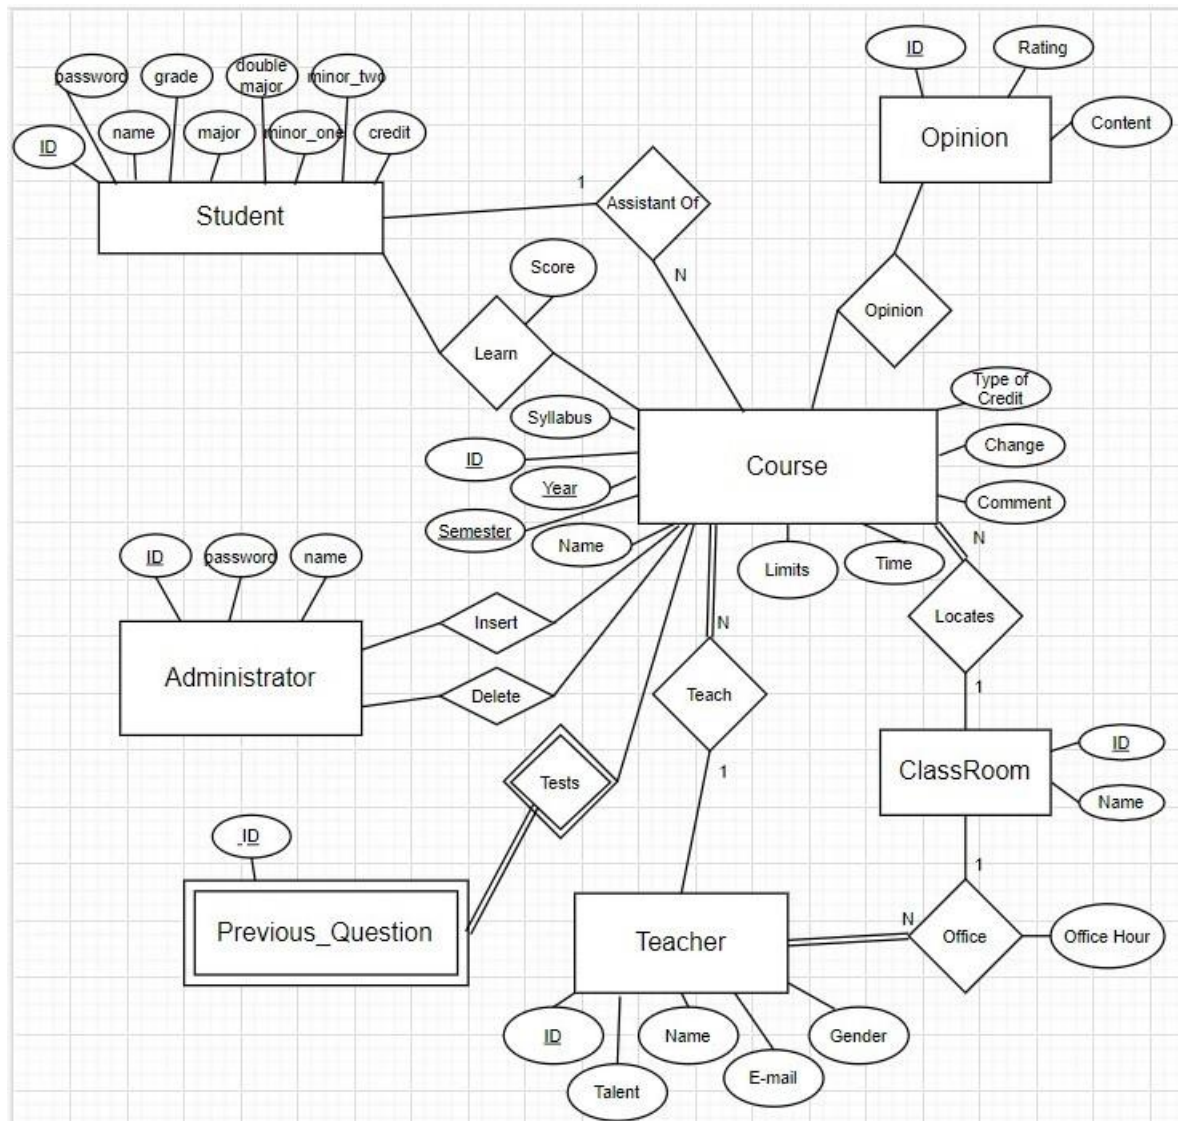 ID
Rating
Content
Opinion
password
grade
double
major
minor_two
ID
name
major
minor_one
credit
Student
1
Assistant Of
N
Score
Learn
Opinion
Syllabus
ID
Year
Semester
Name
Course
Type of
Credit
Change
Comment
Limits
Time
N
Locates
1
ID
password
name
Administrator
Insert
Delete
N
Teach
1
Tests
ClassRoom
ID
Name
ID
Previous_Question
Teacher
1
N
Office
Office Hour
ID
Talent
Name
E-mail
Gender